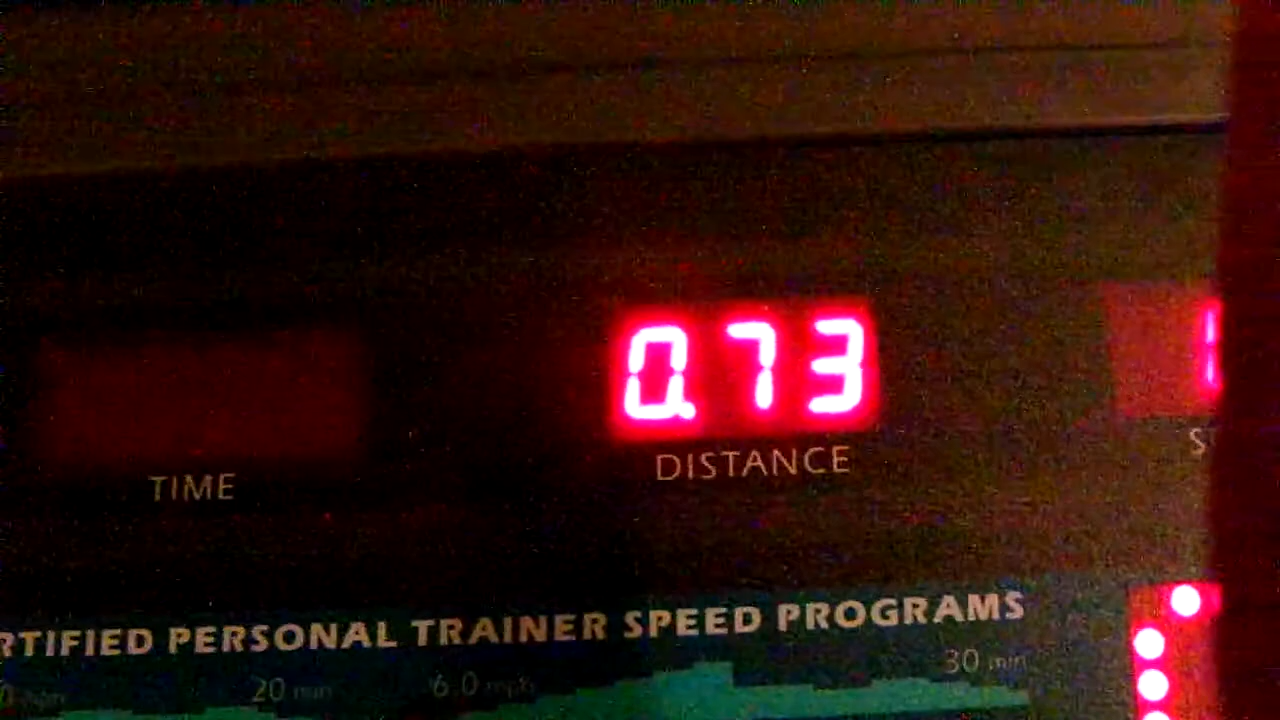 0.73
TIME
DISTANCE
RTIFIED PERSONAL TRAINER SPEED PROGRAMS
30 min
20 min
6.0 mph